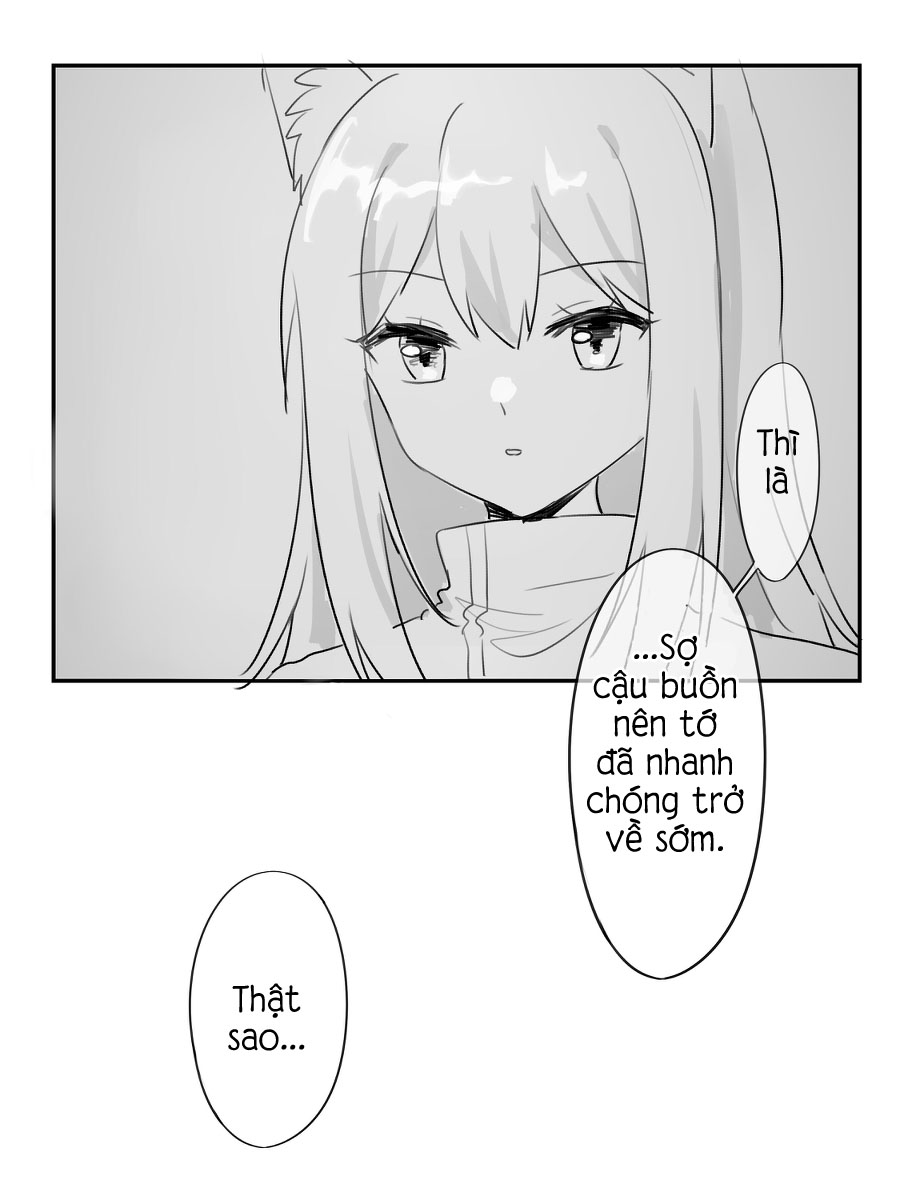 Thì
là
...Sợ
cậu buồn
nên tớ
đã nhanh
chóng trở
về sớm.
Thật
sao...